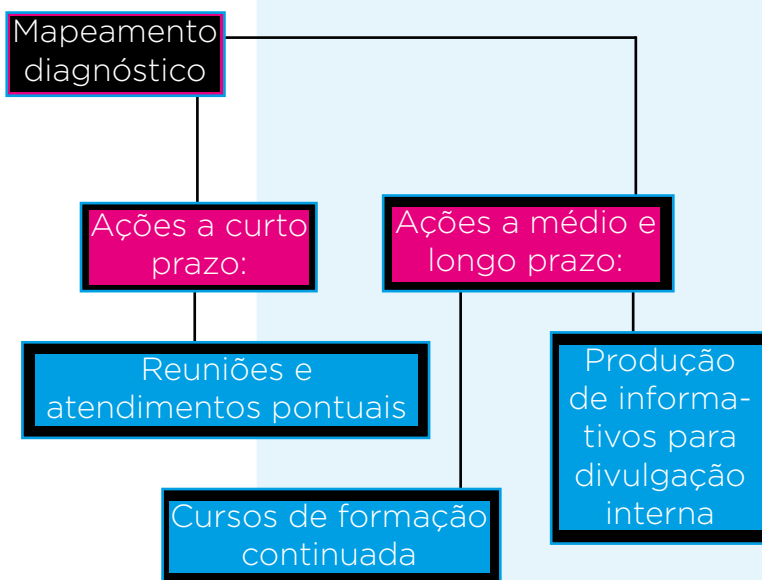 Mapeamento
diagnóstico
Ações a curto
prazo:
Ações a médio e
longo prazo:
Reuniões e
atendimentos pontuais
Produção
de informa-
tivos para
divulgação
interna
Cursos de formação
continuada